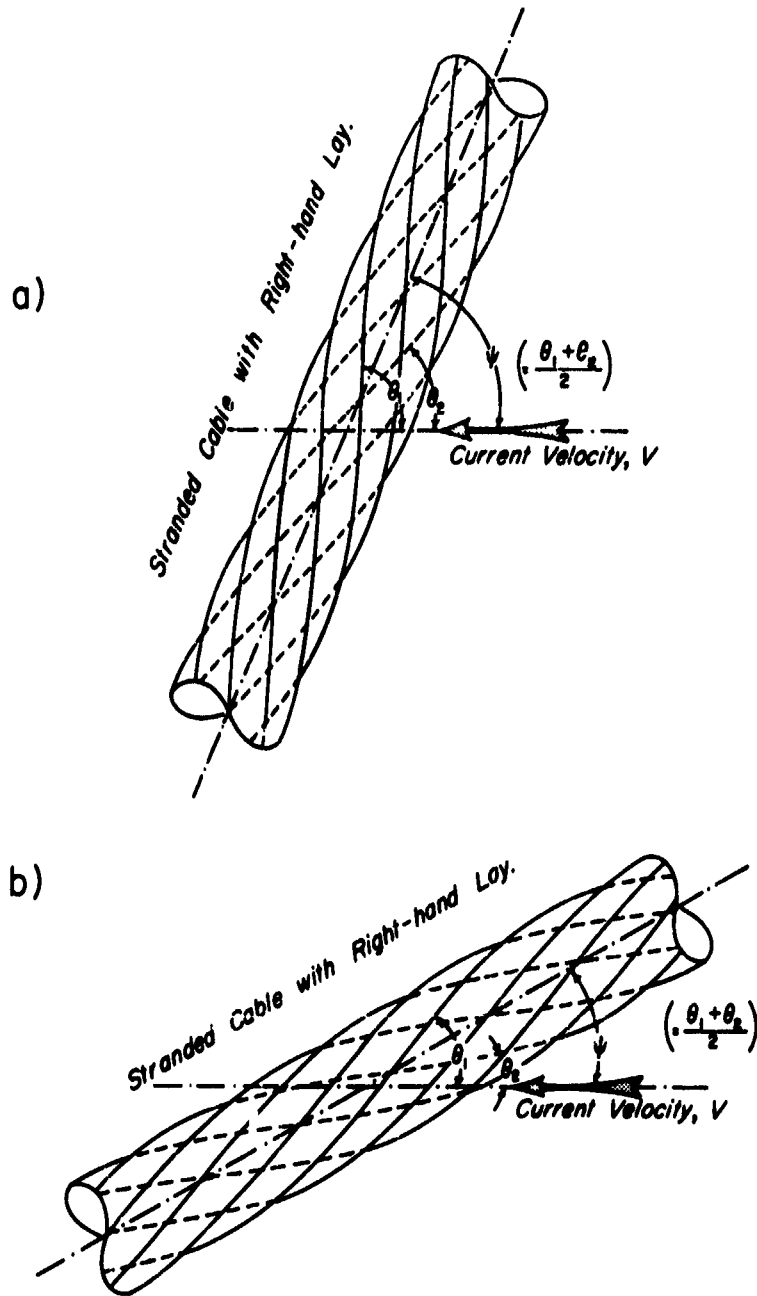 a)
Stranded Cable with Right-hand Lay.
θ₁
θ₂
ψ
(= θ₁ + θ₂ / 2)
Current Velocity, V
b)
Stranded Cable with Right-hand Lay.
θ₁
θ₂
ψ
(= θ₁ + θ₂ / 2)
Current Velocity, V